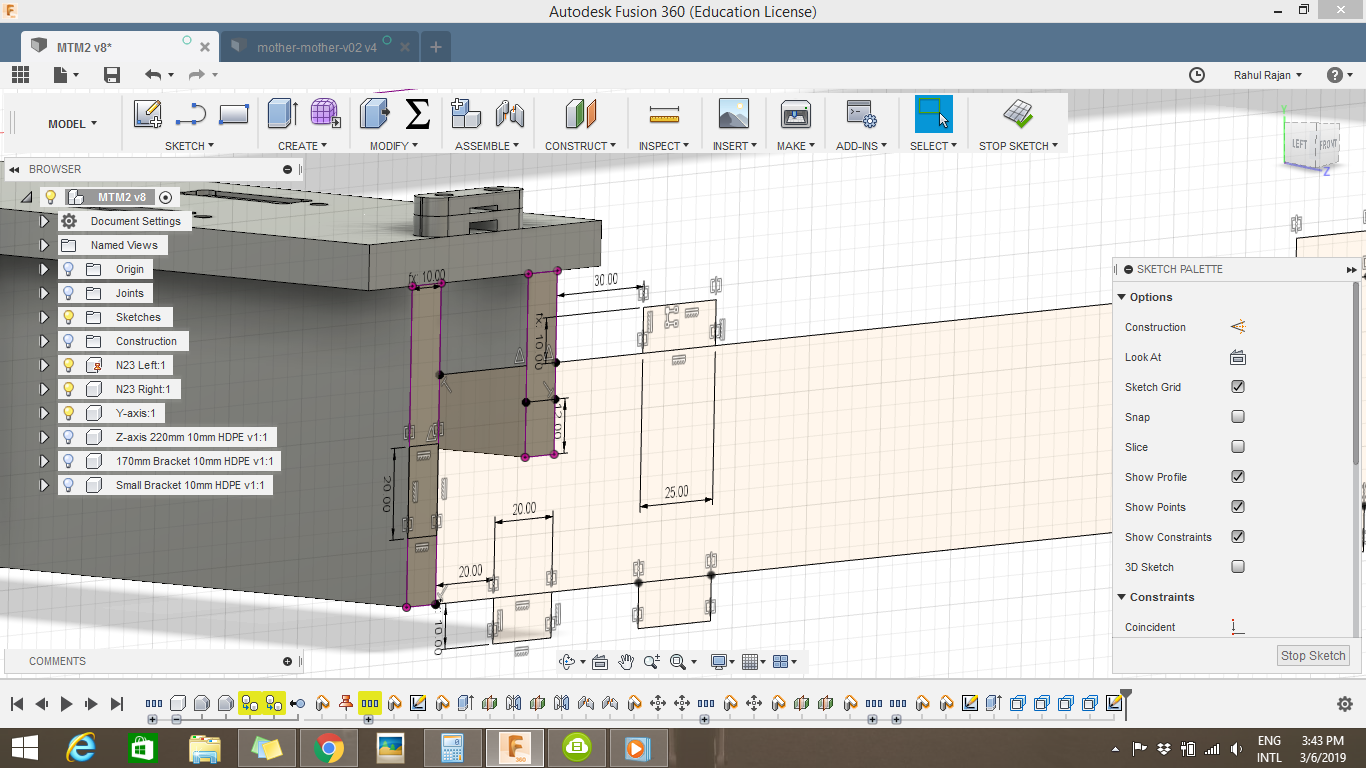 Autodesk Fusion 360 (Education License)
MTM2 v8*
mother-mother-v02 v4
Rahul Rajan
MODEL
SKETCH
CREATE
MODIFY
ASSEMBLE
CONSTRUCT
INSPECT
INSERT
MAKE
ADD-INS
SELECT
STOP SKETCH
Y
LEFT
FRONT
Z
BROWSER
MTM2 v8
Document Settings
Named Views
Origin
Joints
Sketches
Construction
N23 Left:1
N23 Right:1
Y-axis:1
Z-axis 220mm 10mm HDPE v1:1
170mm Bracket 10mm HDPE v1:1
Small Bracket 10mm HDPE v1:1
fx: 10.00
30.00
fx: 10.00
12.00
20.00
20.00
25.00
20.00
10.00
SKETCH PALETTE
Options
Construction
Look At
Sketch Grid
Snap
Slice
Show Profile
Show Points
Show Constraints
3D Sketch
Constraints
Coincident
Stop Sketch
COMMENTS
F
360
ENG
INTL
3:43 PM
3/6/2019